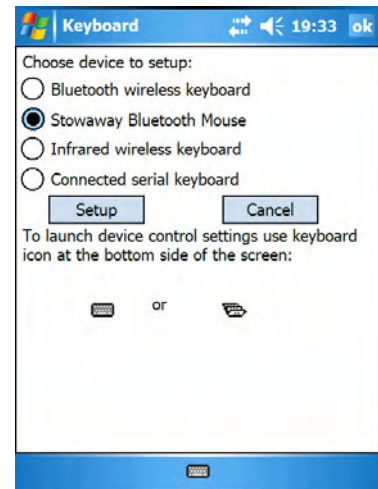 Keyboard 19:33 ok
Choose device to setup:
Bluetooth wireless keyboard
Stowaway Bluetooth Mouse
Infrared wireless keyboard
Connected serial keyboard
Setup Cancel
To launch device control settings use keyboard
icon at the bottom side of the screen:
or